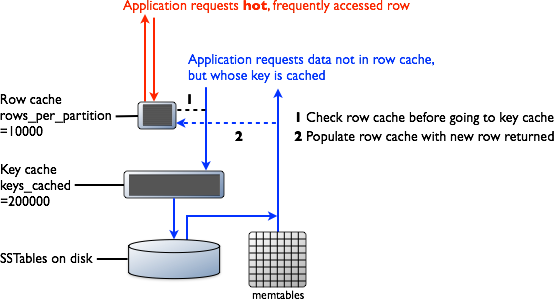 Application requests hot, frequently accessed row
Application requests data not in row cache,
but whose key is cached
Row cache
rows_per_partition
=10000
1
1 Check row cache before going to key cache
2
2 Populate row cache with new row returned
Key cache
keys_cached
=200000
SSTables on disk
memtables